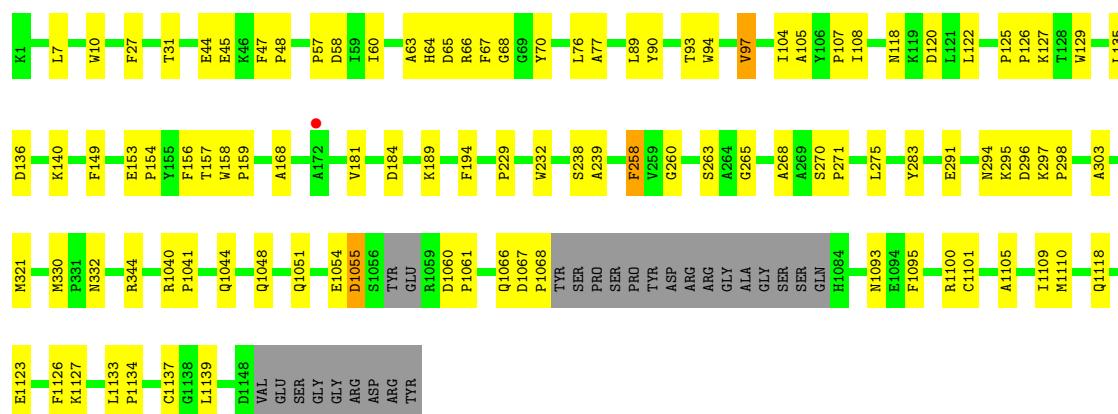 K1 L7 W10 F27 T31 E44 E45 K46 F47 P48 P57 D58 I59 I60 A63 H64 D65 R66 F67 G68 G69 Y70 L76 A77 L89 Y90 T93 W94 V97 I104 A105 Y106 P107 I108 N118 K119 D120 L121 L122 P125 P126 K127 T128 W129 L135
D136 K140 F149 E153 P154 Y155 F156 T157 W158 P159 A168 A172 V181 D184 K189 F194 P229 W232 S238 A239 F258 V259 G260 S263 A264 G265 A268 A269 S270 P271 L275 Y283 E291 N294 K295 D296 K297 P298 A303
M321 M330 P331 N332 R344 R1040 P1041 Q1044 Q1048 Q1051 E1054 D1055 S1056 TYR GLU R1059 D1060 P1061 Q1066 D1067 P1068 TYR SER PRO SER PRO TYR ASP ARG ARG GLY ALA GLY SER SER GLN H1084 N1093 E1094 F1095 R1100 C1101 A1105 I1109 M1110 Q1118
E1123 F1126 K1127 L1133 P1134 C1137 G1138 L1139 D1148 VAL GLU SER GLY GLY ARG ASP ARG TYR